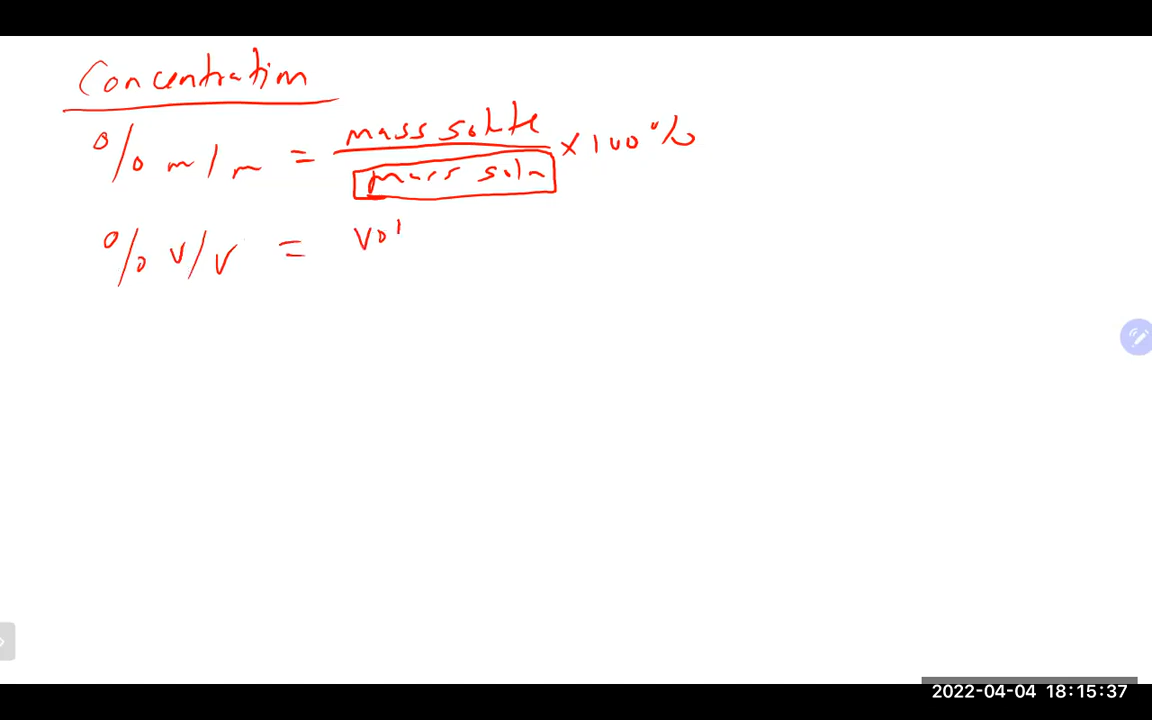 Concentration
% m/m = mass solute / mass soln × 100%
% v/v = vol
2022-04-04 18:15:37